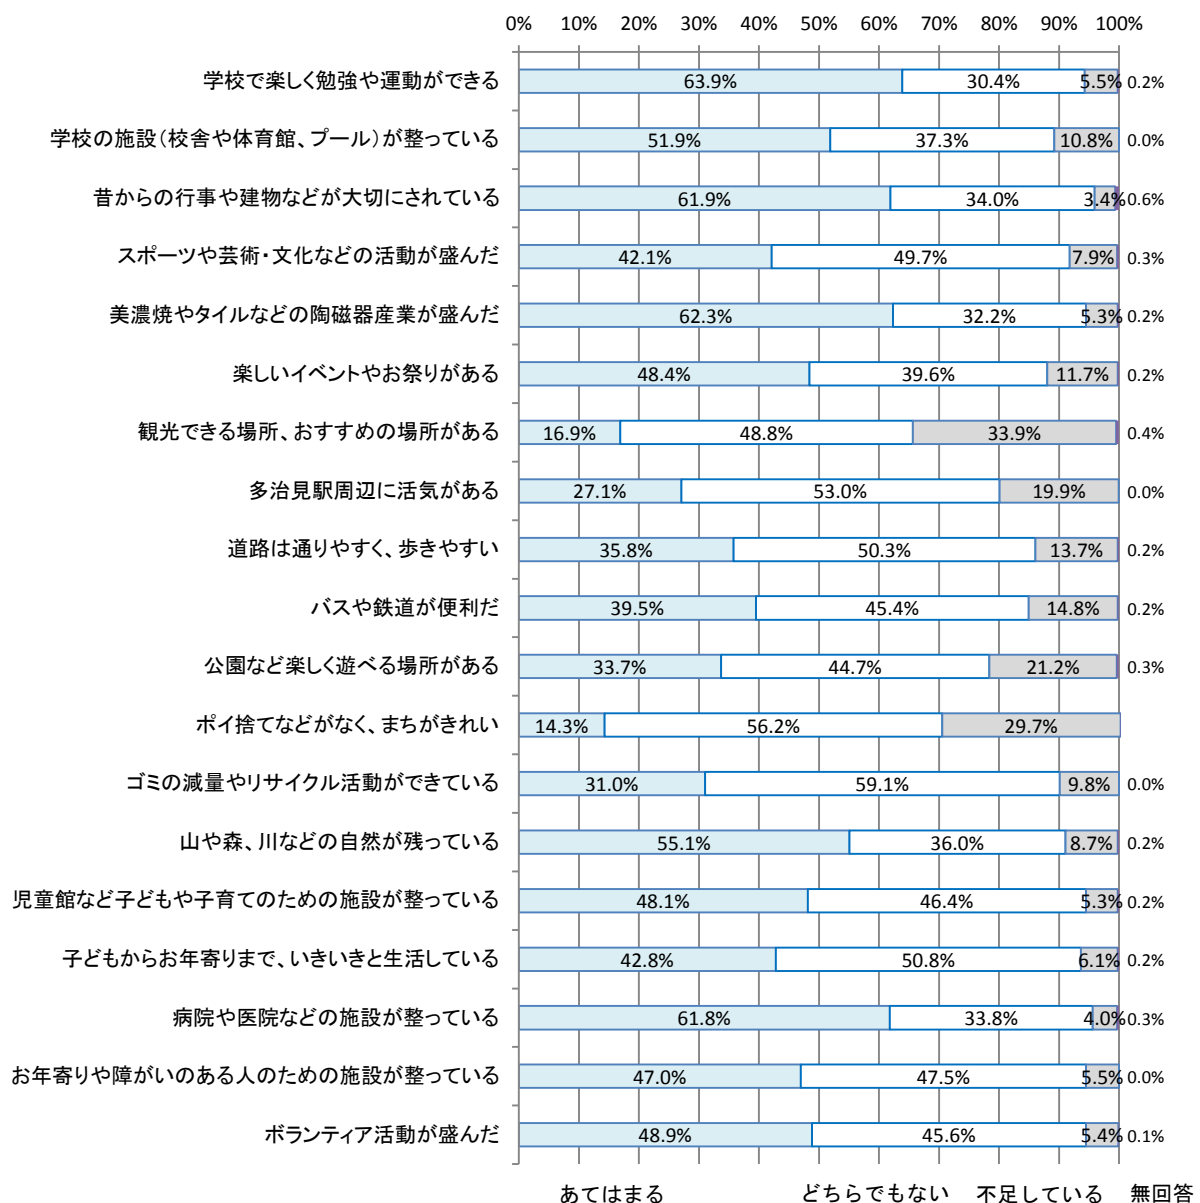 0% 10% 20% 30% 40% 50% 60% 70% 80% 90% 100%
学校で楽しく勉強や運動ができる 63.9% 30.4% 5.5% 0.2%
学校の施設(校舎や体育館、プール)が整っている 51.9% 37.3% 10.8% 0.0%
昔からの行事や建物などが大切にされている 61.9% 34.0% 3.4% 0.6%
スポーツや芸術・文化などの活動が盛んだ 42.1% 49.7% 7.9% 0.3%
美濃焼やタイルなどの陶磁器産業が盛んだ 62.3% 32.2% 5.3% 0.2%
楽しいイベントやお祭りがある 48.4% 39.6% 11.7% 0.2%
観光できる場所、おすすめの場所がある 16.9% 48.8% 33.9% 0.4%
多治見駅周辺に活気がある 27.1% 53.0% 19.9% 0.0%
道路は通りやすく、歩きやすい 35.8% 50.3% 13.7% 0.2%
バスや鉄道が便利だ 39.5% 45.4% 14.8% 0.2%
公園など楽しく遊べる場所がある 33.7% 44.7% 21.2% 0.3%
ポイ捨てなどがなく、まちがきれい 14.3% 56.2% 29.7%
ゴミの減量やリサイクル活動ができている 31.0% 59.1% 9.8% 0.0%
山や森、川などの自然が残っている 55.1% 36.0% 8.7% 0.2%
児童館など子どもや子育てのための施設が整っている 48.1% 46.4% 5.3% 0.2%
子どもからお年寄りまで、いきいきと生活している 42.8% 50.8% 6.1% 0.2%
病院や医院などの施設が整っている 61.8% 33.8% 4.0% 0.3%
お年寄りや障がいのある人のための施設が整っている 47.0% 47.5% 5.5% 0.0%
ボランティア活動が盛んだ 48.9% 45.6% 5.4% 0.1%
あてはまる どちらでもない 不足している 無回答